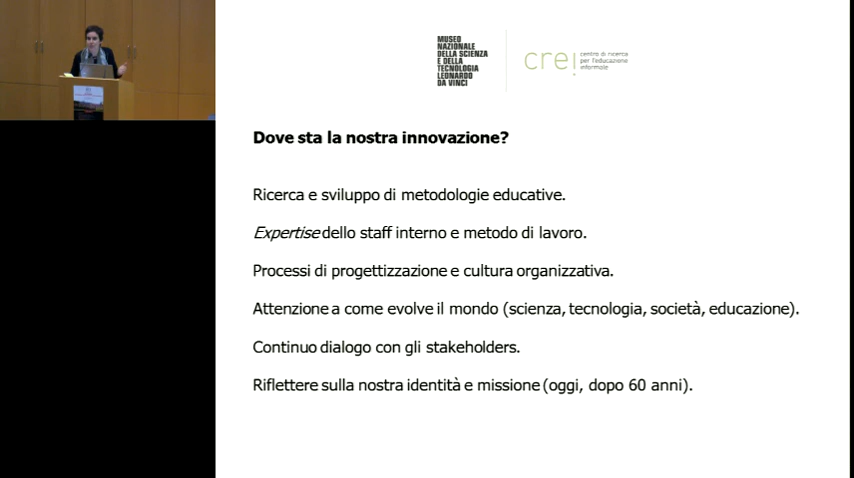 MUSEO
NAZIONALE
DELLA SCIENZA
E DELLA
TECNOLOGIA
LEONARDO
DA VINCI
cre!
centro di ricerca
per l'educazione
informale
Dove sta la nostra innovazione?
Ricerca e sviluppo di metodologie educative.
Expertise dello staff interno e metodo di lavoro.
Processi di progettizzazione e cultura organizzativa.
Attenzione a come evolve il mondo (scienza, tecnologia, società, educazione).
Continuo dialogo con gli stakeholders.
Riflettere sulla nostra identità e missione (oggi, dopo 60 anni).